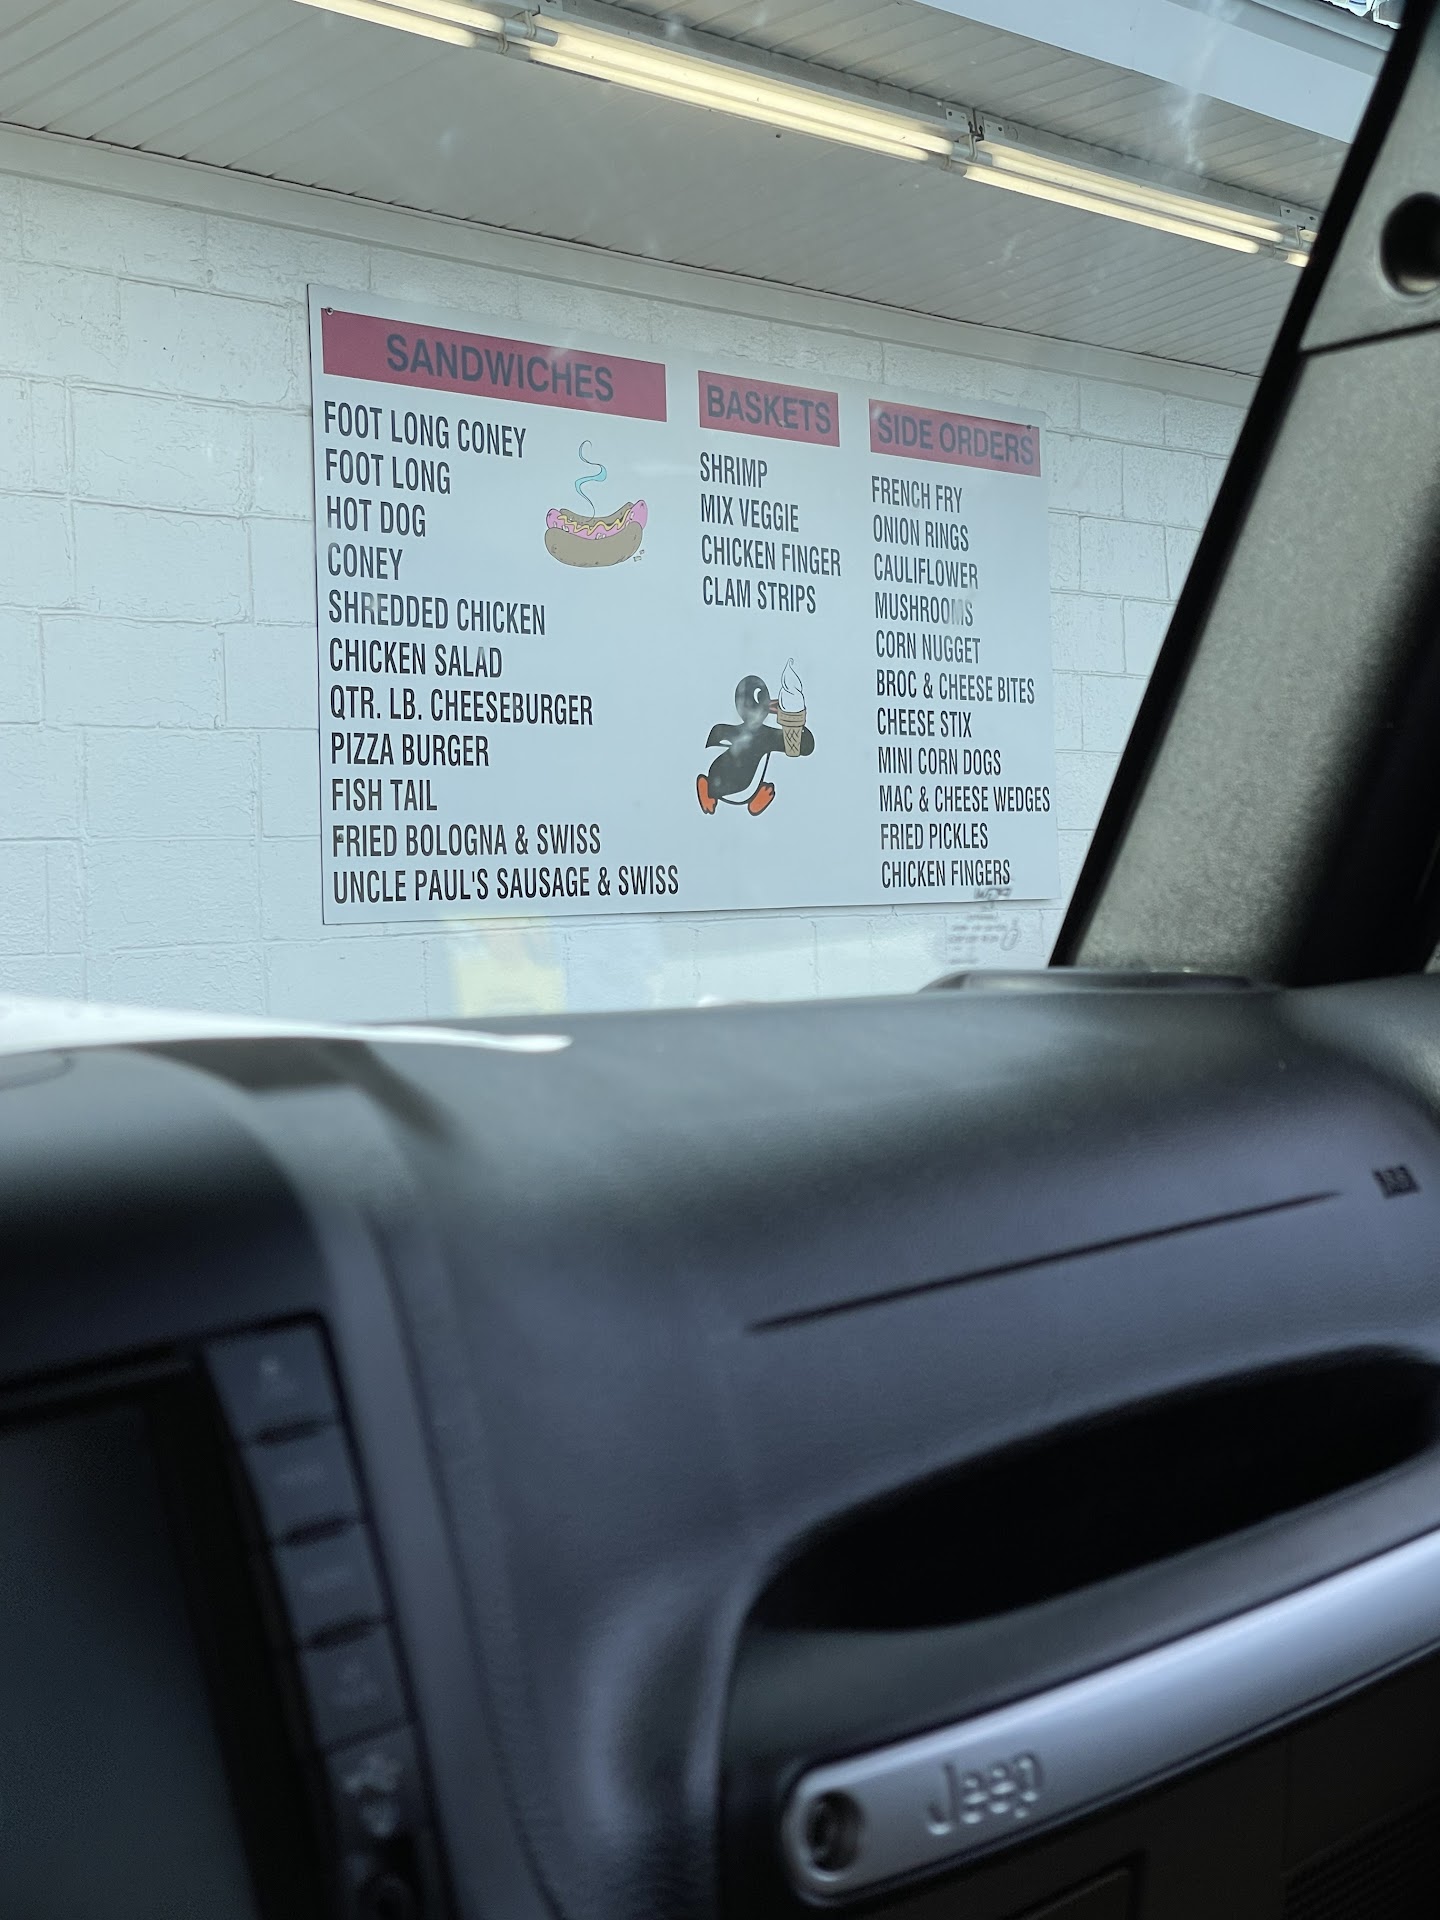 SANDWICHES
FOOT LONG CONEY
FOOT LONG
HOT DOG
CONEY
SHREDDED CHICKEN
CHICKEN SALAD
QTR. LB. CHEESEBURGER
PIZZA BURGER
FISH TAIL
FRIED BOLOGNA & SWISS
UNCLE PAUL'S SAUSAGE & SWISS
BASKETS
SHRIMP
MIX VEGGIE
CHICKEN FINGER
CLAM STRIPS
SIDE ORDERS
FRENCH FRY
ONION RINGS
CAULIFLOWER
MUSHROOMS
CORN NUGGET
BROC & CHEESE BITES
CHEESE STIX
MINI CORN DOGS
MAC & CHEESE WEDGES
FRIED PICKLES
CHICKEN FINGERS
Jeep